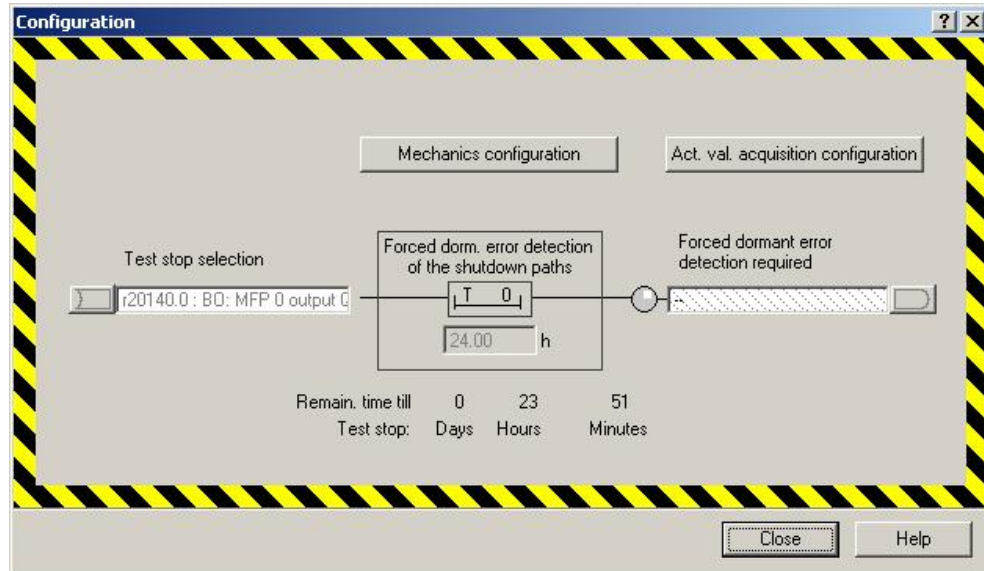 Configuration
Mechanics configuration
Act. val. acquisition configuration
Test stop selection
Forced dorm. error detection
of the shutdown paths
Forced dormant error
detection required
r20140.0 : BO: MFP 0 output
T 0
--
24.00 h
Remain. time till 0 23 51
Test stop: Days Hours Minutes
Close
Help